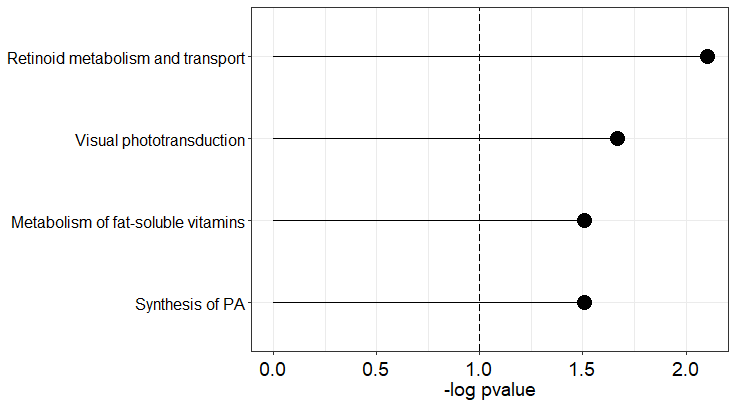 Retinoid metabolism and transport
Visual phototransduction
Metabolism of fat-soluble vitamins
Synthesis of PA
0.0 0.5 1.0 1.5 2.0
-log pvalue